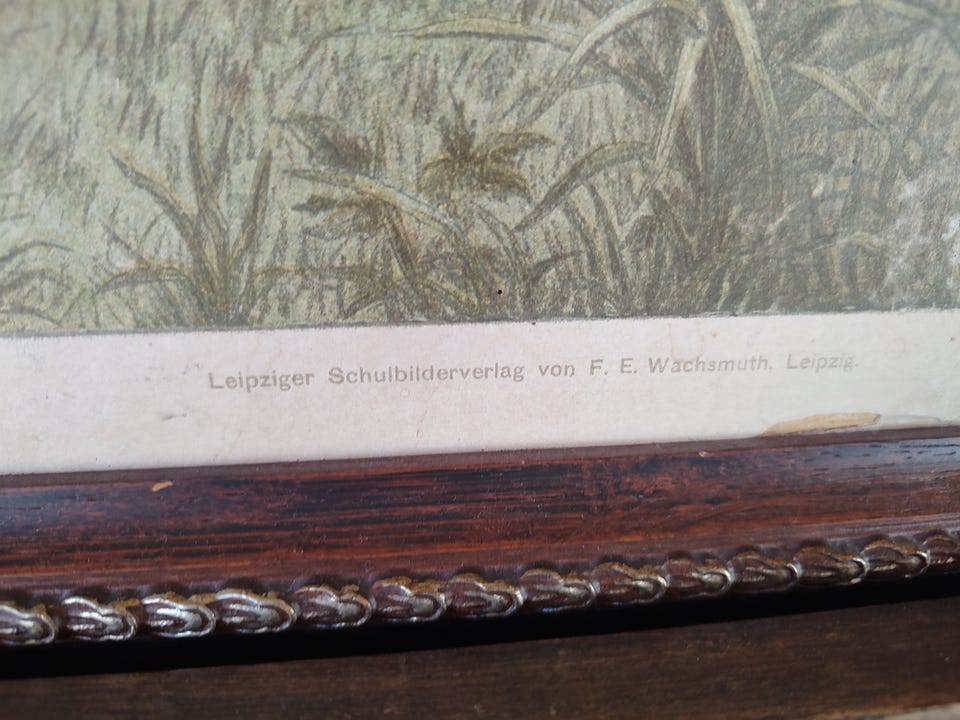 Leipziger Schulbilderverlag von F. E. Wachsmuth, Leipzig.